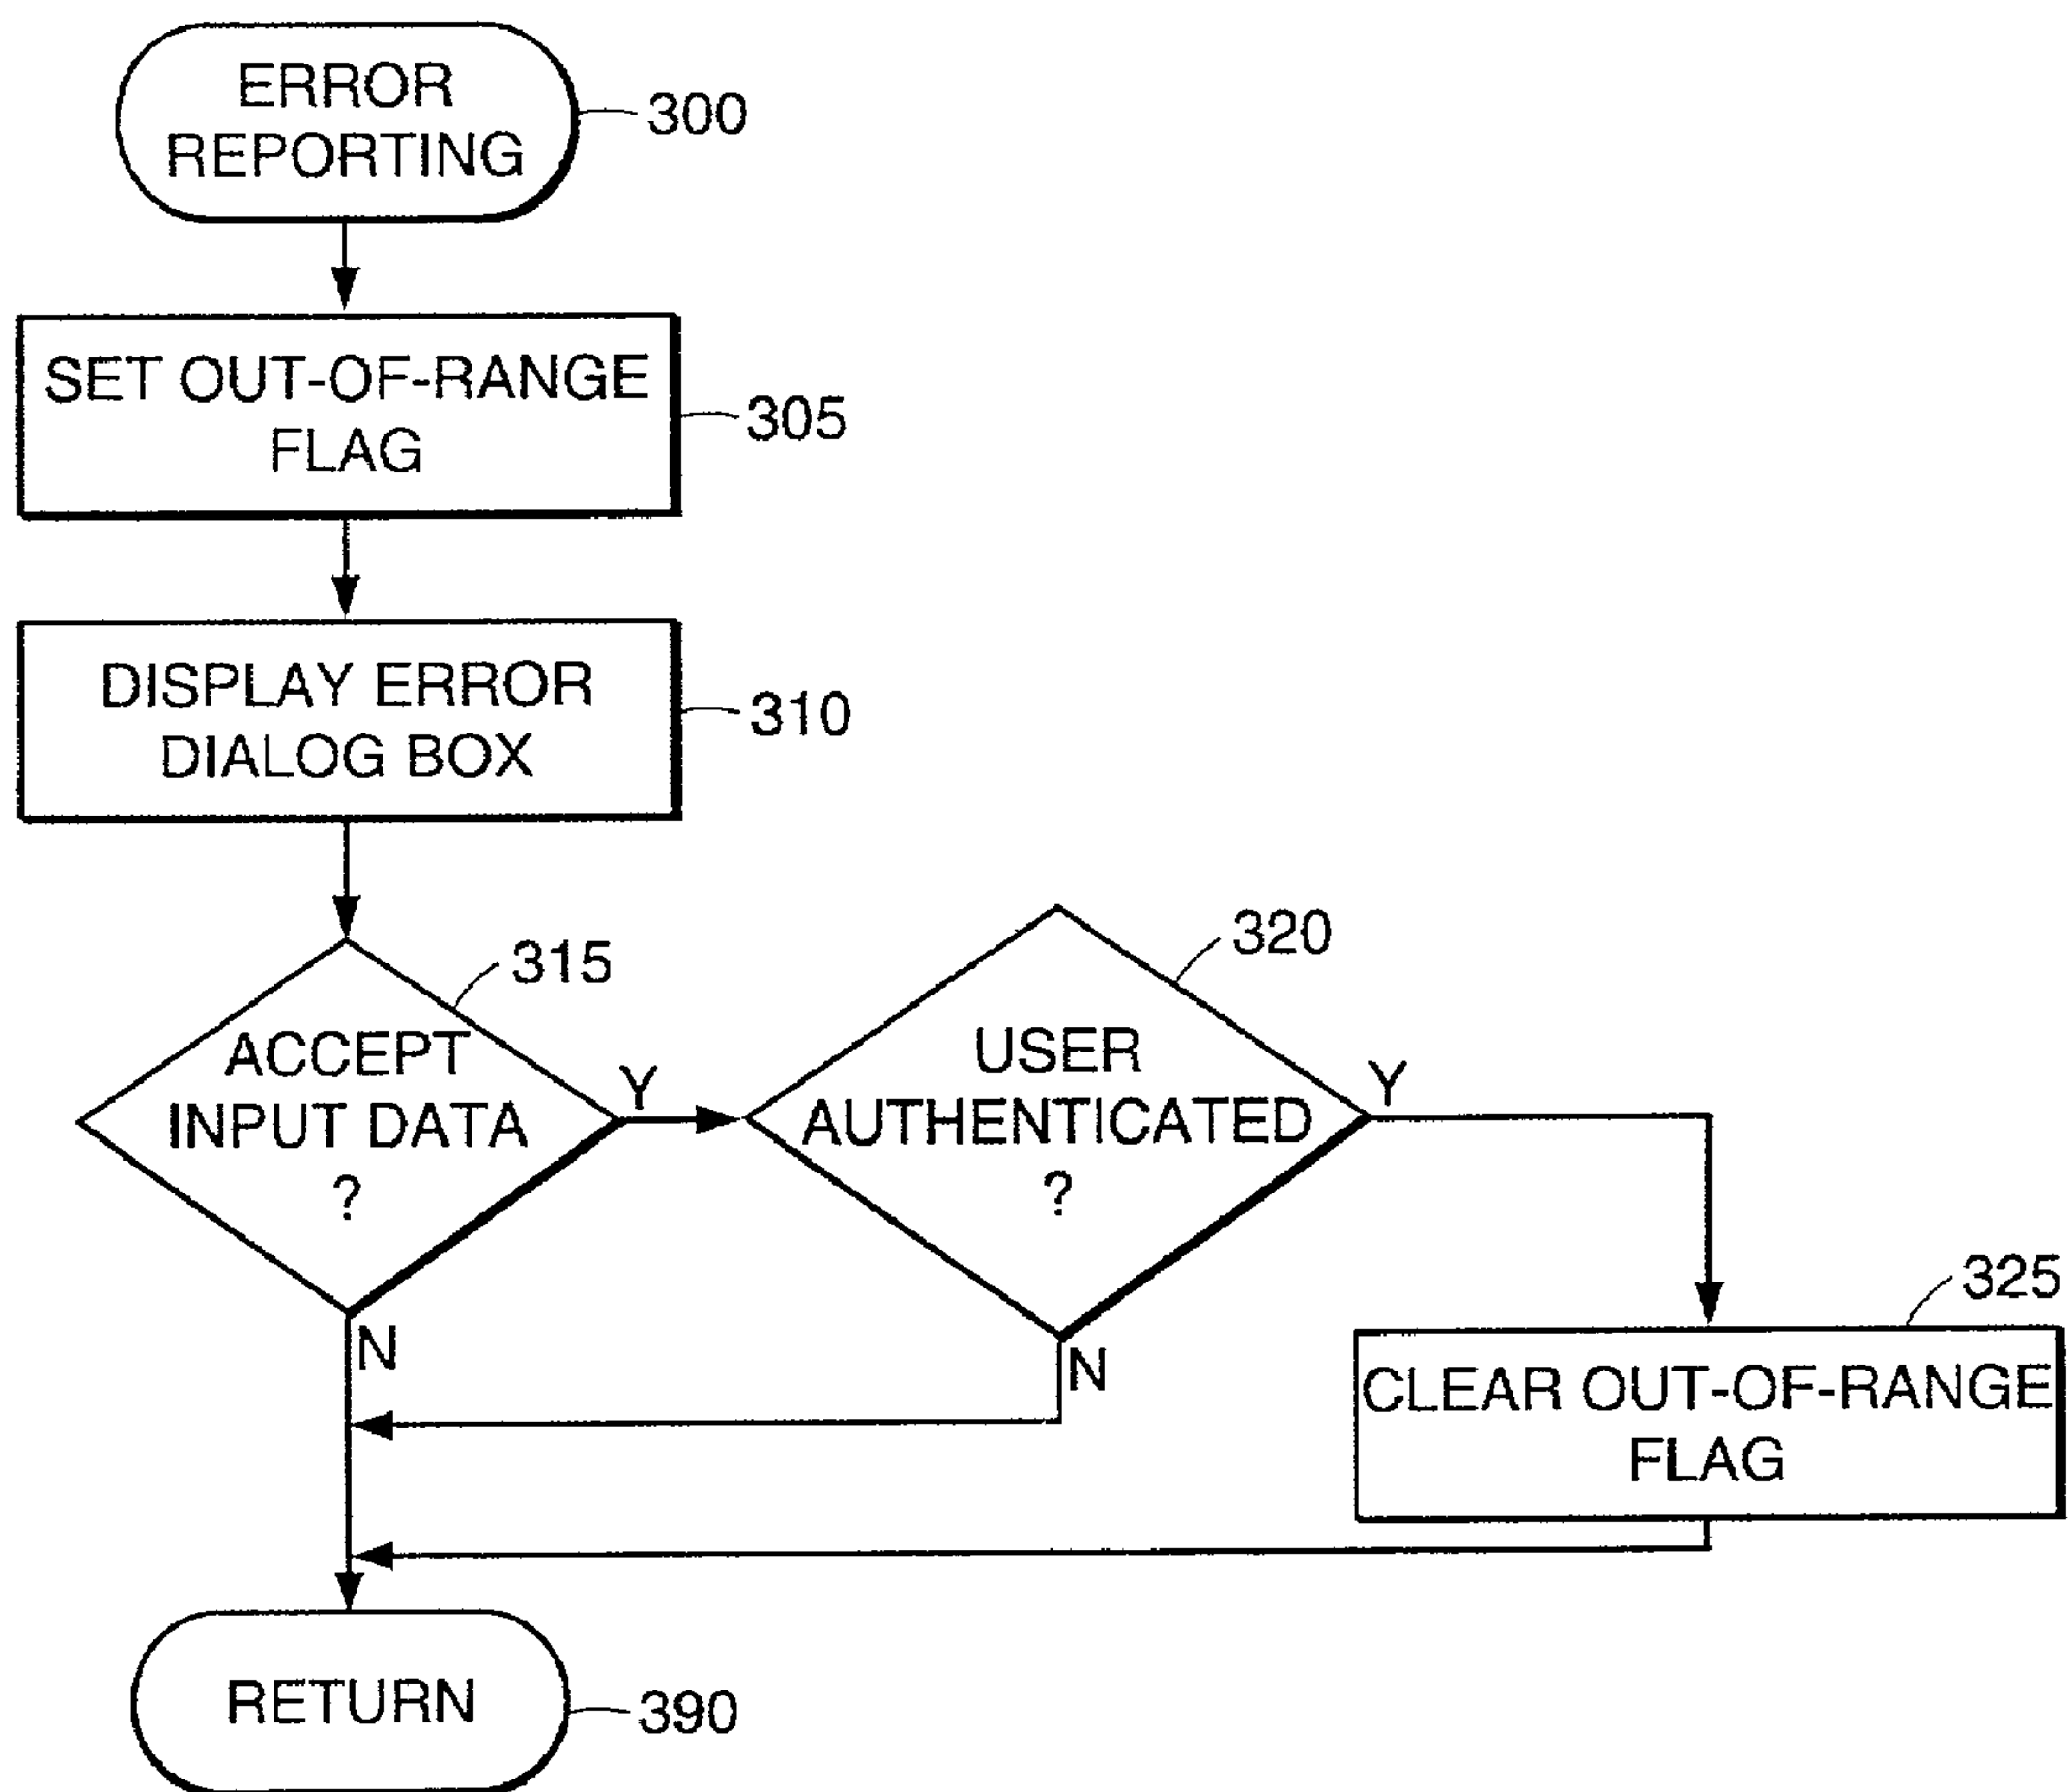 ERROR
REPORTING
300
SET OUT-OF-RANGE
FLAG
305
DISPLAY ERROR
DIALOG BOX
310
315
ACCEPT
INPUT DATA
?
Y
N
320
USER
AUTHENTICATED
?
Y
N
325
CLEAR OUT-OF-RANGE
FLAG
RETURN
390